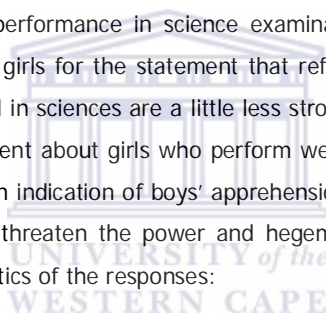 performance in science examina
girls for the statement that ref
in sciences are a little less stro
ent about girls who perform we
indication of boys' apprehensio
threaten the power and hegem
UNIVERSITY of the
tics of the responses:
WESTERN CAPE